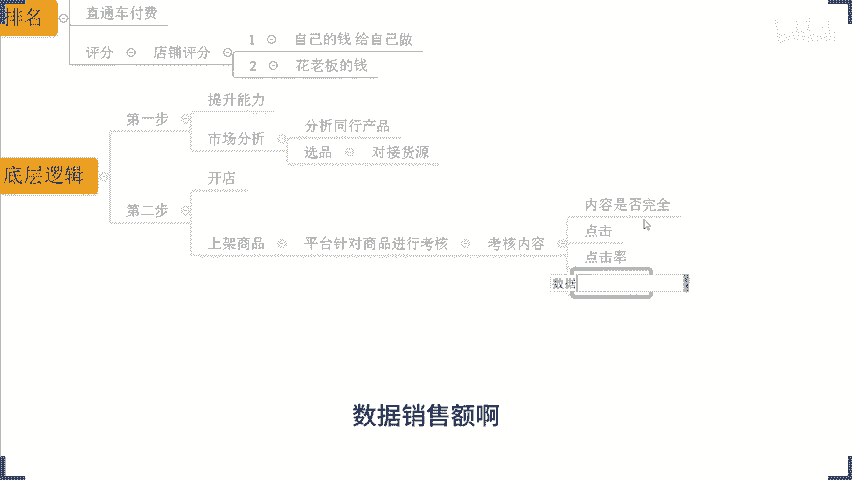 排名
直通车付费
评分
店铺评分
1 自己的钱 给自己做
2 花老板的钱
底层逻辑
第一步
提升能力
市场分析
分析同行产品
选品
对接货源
第二步
开店
上架商品
平台针对商品进行考核
考核内容
内容是否完全
点击
点击率
数据
数据销售额啊